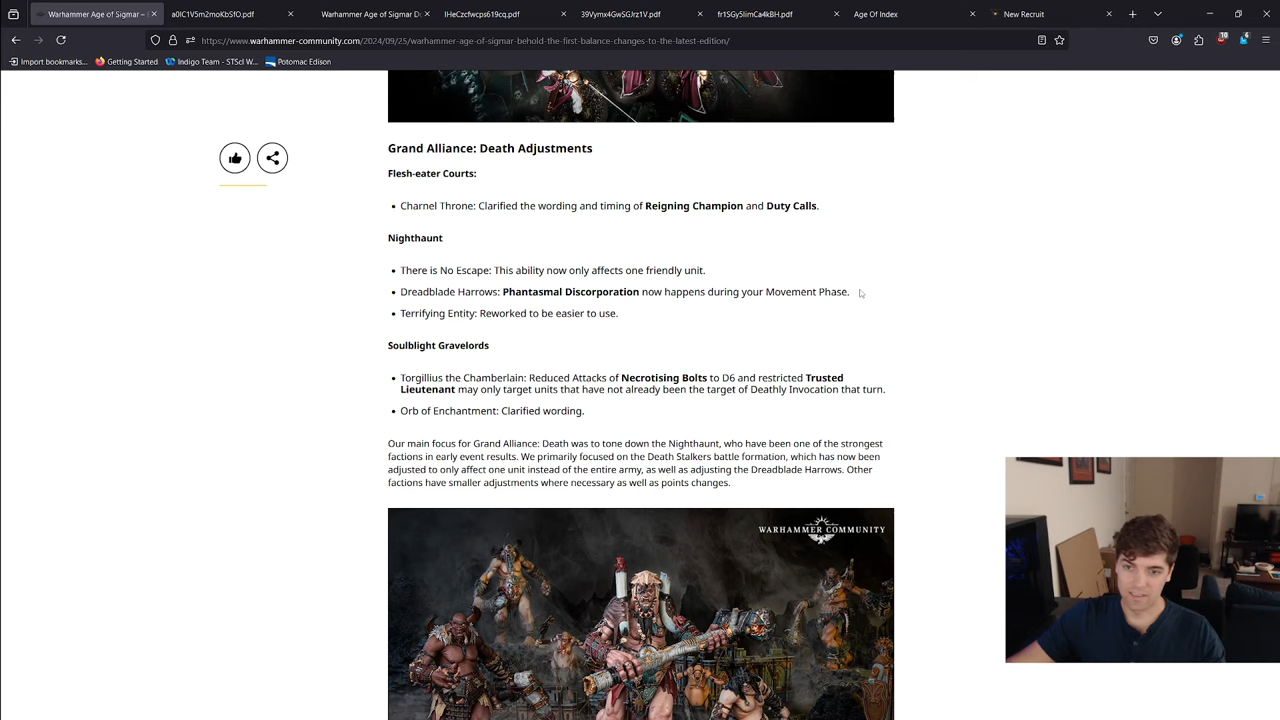 Warhammer Age of Sigmar – 
a0IC1V5m2moKbSfO.pdf
Warhammer Age of Sigmar D
IHeCzcfwcps619cq.pdf
39Vymx4GwSGJrz1V.pdf
fr1SGy5limCa4kBH.pdf
Age Of Index
New Recruit
https://www.warhammer-community.com/2024/09/25/warhammer-age-of-sigmar-behold-the-first-balance-changes-to-the-latest-edition/
10
6
Import bookmarks...
Getting Started
Indigo Team - STScI W...
Potomac Edison
Grand Alliance: Death Adjustments
Flesh-eater Courts:
• Charnel Throne: Clarified the wording and timing of Reigning Champion and Duty Calls.
Nighthaunt
• There is No Escape: This ability now only affects one friendly unit.
• Dreadblade Harrows: Phantasmal Discorporation now happens during your Movement Phase.
• Terrifying Entity: Reworked to be easier to use.
Soulblight Gravelords
• Torgillius the Chamberlain: Reduced Attacks of Necrotising Bolts to D6 and restricted Trusted
Lieutenant may only target units that have not already been the target of Deathly Invocation that turn.
• Orb of Enchantment: Clarified wording.
Our main focus for Grand Alliance: Death was to tone down the Nighthaunt, who have been one of the strongest
factions in early event results. We primarily focused on the Death Stalkers battle formation, which has now been
adjusted to only affect one unit instead of the entire army, as well as adjusting the Dreadblade Harrows. Other
factions have smaller adjustments where necessary as well as points changes.
WARHAMMER COMMUNITY